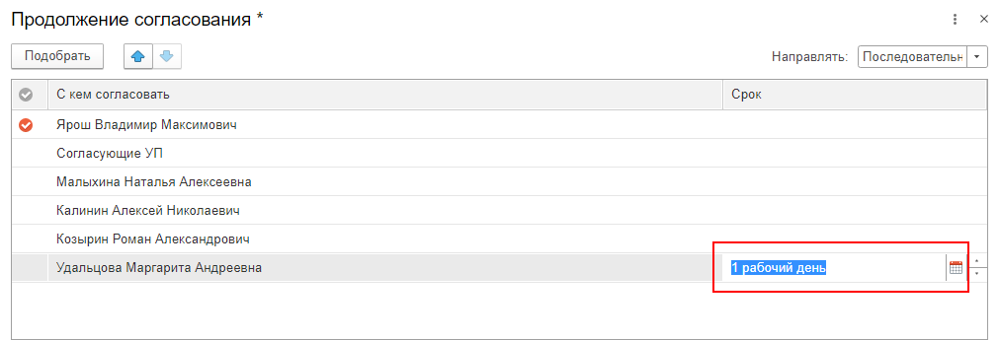 Продолжение согласования *
Подобрать
Направлять: Последовательн
С кем согласовать Срок
Ярош Владимир Максимович
Согласующие УП
Малыхина Наталья Алексеевна
Калинин Алексей Николаевич
Козырин Роман Александрович
Удальцова Маргарита Андреевна 1 рабочий день